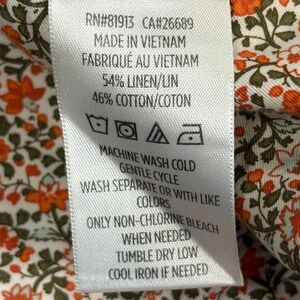 RN#81913 CA#26689
MADE IN VIETNAM
FABRIQUÉ AU VIETNAM
54% LINEN/LIN
46% COTTON/COTON
MACHINE WASH COLD
GENTLE CYCLE
WASH SEPARATE OR WITH LIKE
COLORS
ONLY NON-CHLORINE BLEACH
WHEN NEEDED
TUMBLE DRY LOW
COOL IRON IF NEEDED